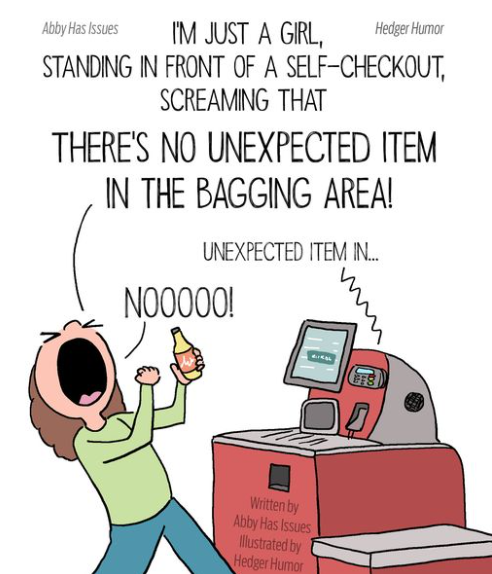 Abby Has Issues
Hedger Humor
I'M JUST A GIRL,
STANDING IN FRONT OF A SELF-CHECKOUT,
SCREAMING THAT
THERE'S NO UNEXPECTED ITEM
IN THE BAGGING AREA!
UNEXPECTED ITEM IN...
NOOOOO!
Written by
Abby Has Issues
Illustrated by
Hedger Humor